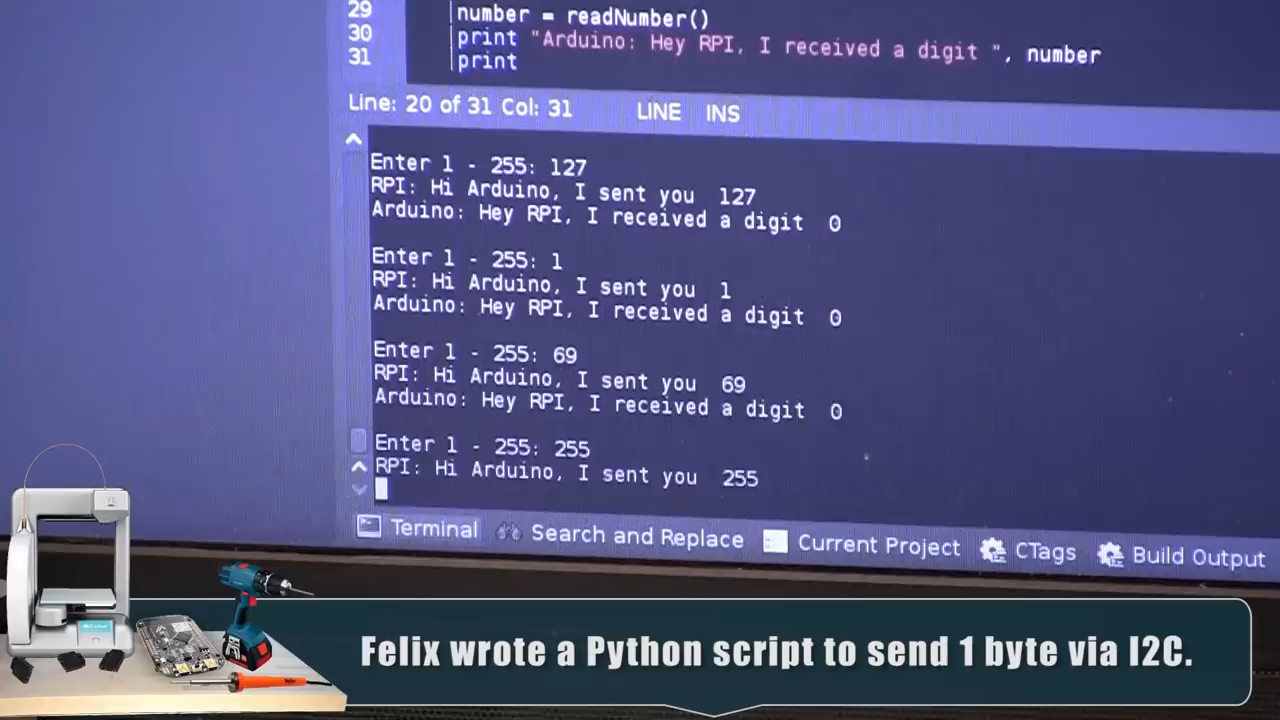 29 number = readNumber()
30 print "Arduino: Hey RPI, I received a digit ", number
31 print
Line: 20 of 31 Col: 31 LINE INS
Enter 1 - 255: 127
RPI: Hi Arduino, I sent you  127
Arduino: Hey RPI, I received a digit  0
Enter 1 - 255: 1
RPI: Hi Arduino, I sent you  1
Arduino: Hey RPI, I received a digit  0
Enter 1 - 255: 69
RPI: Hi Arduino, I sent you  69
Arduino: Hey RPI, I received a digit  0
Enter 1 - 255: 255
RPI: Hi Arduino, I sent you  255
Terminal Search and Replace Current Project CTags Build Output
Felix wrote a Python script to send 1 byte via I2C.